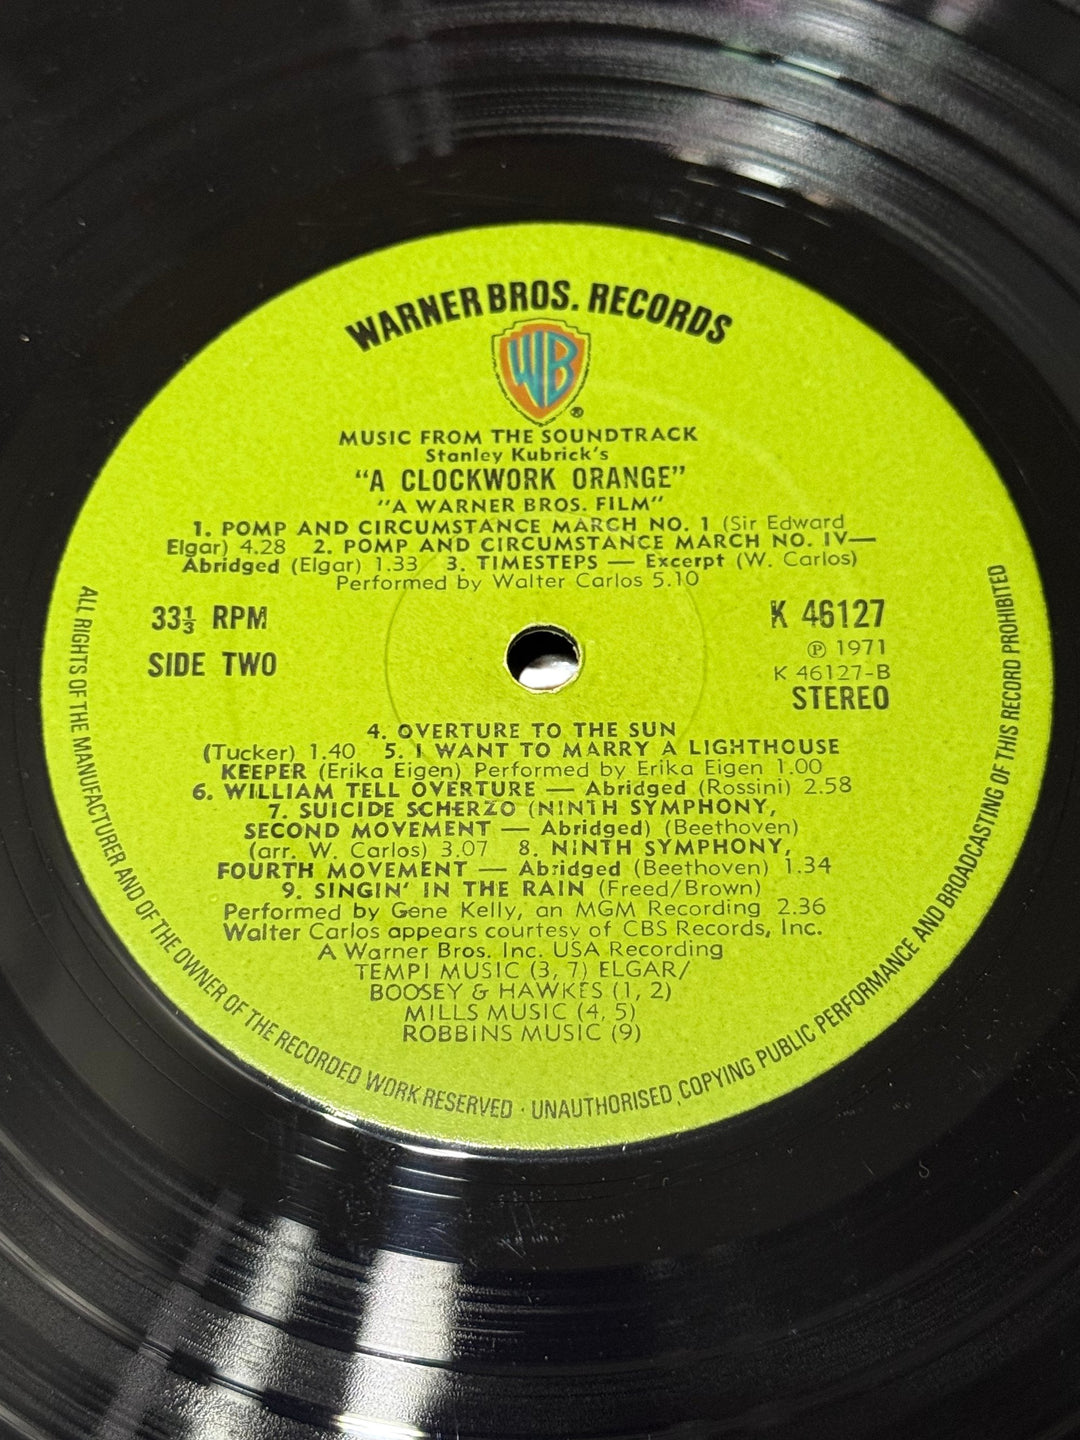 WARNER BROS. RECORDS
WB
®
MUSIC FROM THE SOUNDTRACK
Stanley Kubrick's
"A CLOCKWORK ORANGE"
"A WARNER BROS. FILM"
1. POMP AND CIRCUMSTANCE MARCH NO. 1 (Sir Edward
Elgar) 4.28 2. POMP AND CIRCUMSTANCE MARCH NO. IV—
Abridged (Elgar) 1.33 3. TIMESTEPS — Excerpt (W. Carlos)
Performed by Walter Carlos 5.10
33⅓ RPM
SIDE TWO
K 46127
℗ 1971
K 46127-B
STEREO
4. OVERTURE TO THE SUN
(Tucker) 1.40 5. I WANT TO MARRY A LIGHTHOUSE
KEEPER (Erika Eigen) Performed by Erika Eigen 1.00
6. WILLIAM TELL OVERTURE — Abridged (Rossini) 2.58
7. SUICIDE SCHERZO (NINTH SYMPHONY,
SECOND MOVEMENT — Abridged) (Beethoven)
(arr. W. Carlos) 3.07 8. NINTH SYMPHONY,
FOURTH MOVEMENT — Abridged (Beethoven) 1.34
9. SINGIN' IN THE RAIN (Freed/Brown)
Performed by Gene Kelly, an MGM Recording 2.36
Walter Carlos appears courtesy of CBS Records, Inc.
A Warner Bros. Inc. USA Recording
TEMPI MUSIC (3, 7) ELGAR/
BOOSEY & HAWKES (1, 2)
MILLS MUSIC (4, 5)
ROBBINS MUSIC (9)
ALL RIGHTS OF THE MANUFACTURER AND OF THE OWNER OF THE RECORDED WORK RESERVED · UNAUTHORISED COPYING PUBLIC PERFORMANCE AND BROADCASTING OF THIS RECORD PROHIBITED